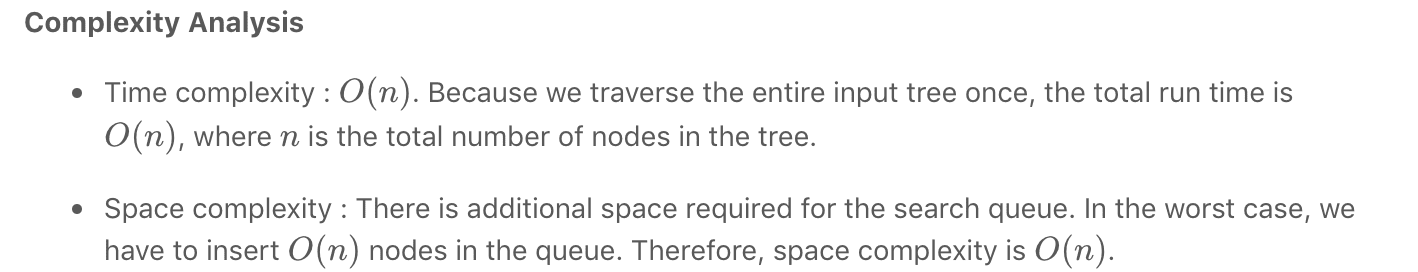 Complexity Analysis
• Time complexity : O(n). Because we traverse the entire input tree once, the total run time is
O(n), where n is the total number of nodes in the tree.
• Space complexity : There is additional space required for the search queue. In the worst case, we
have to insert O(n) nodes in the queue. Therefore, space complexity is O(n).